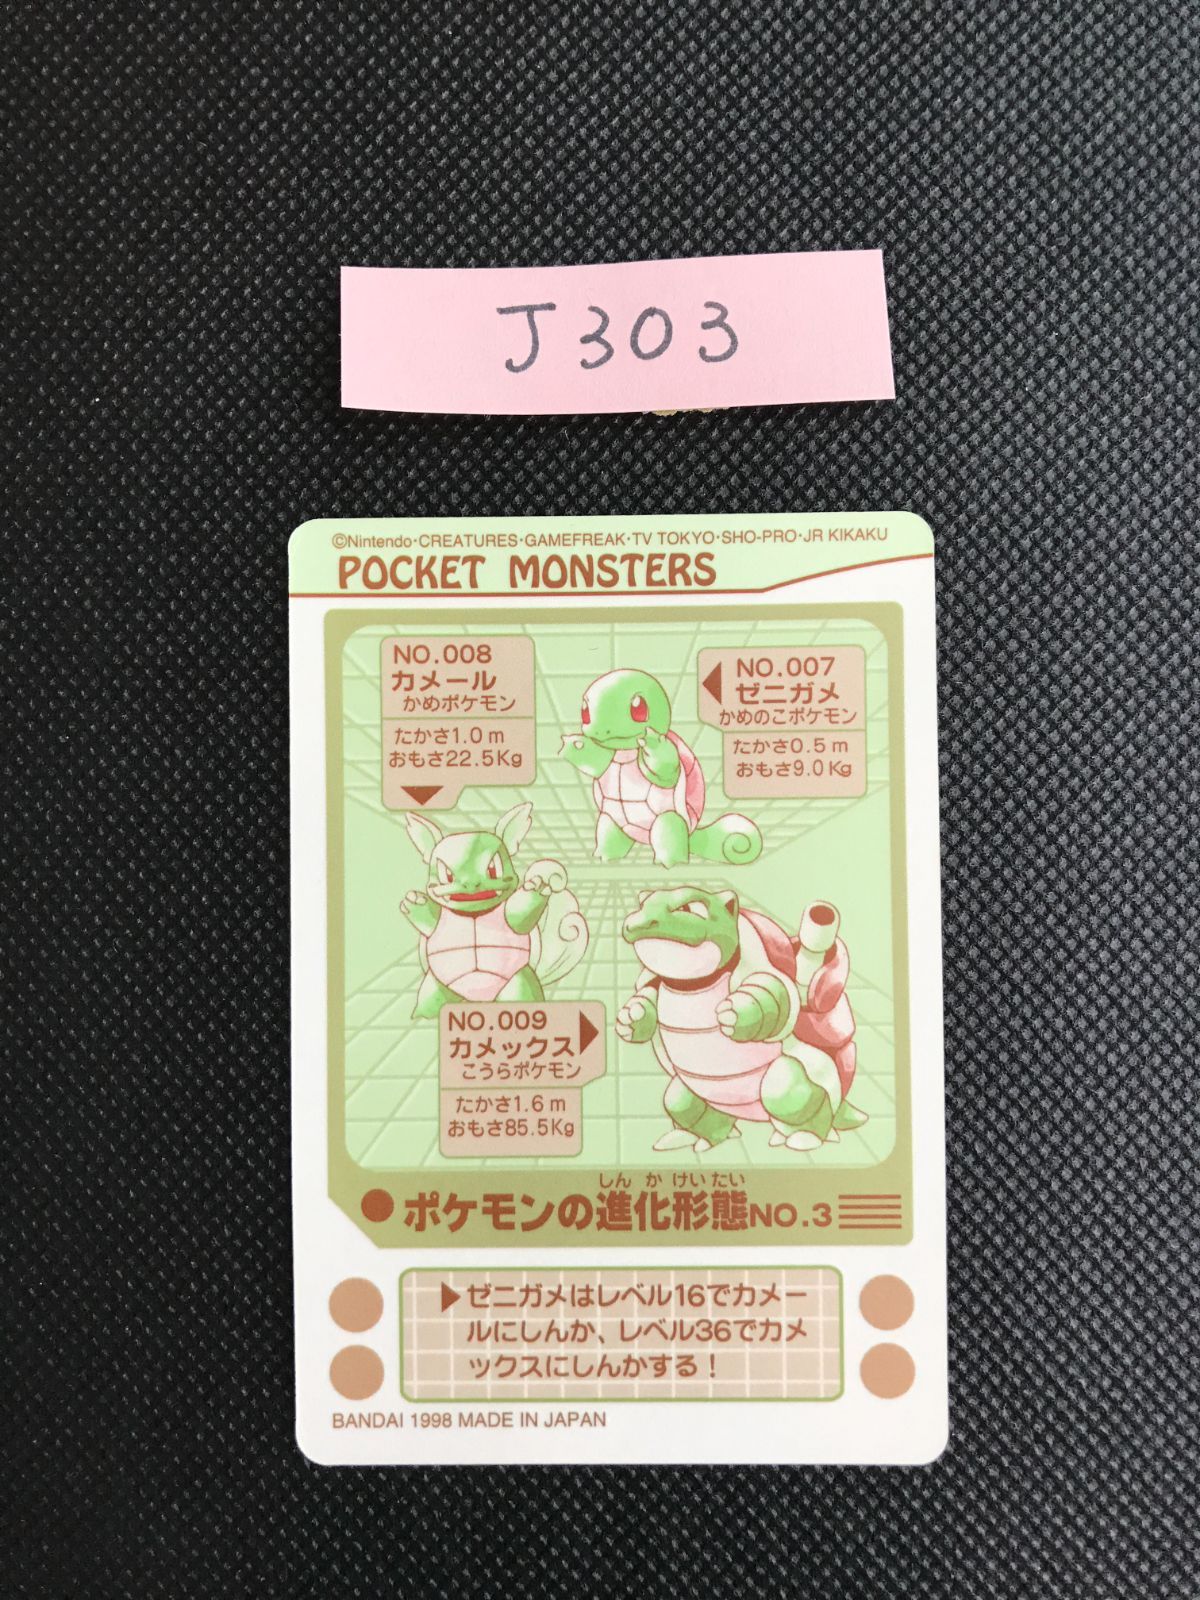 J303
©Nintendo・CREATURES・GAMEFREAK・TV TOKYO・SHO-PRO・JR KIKAKU
POCKET MONSTERS
NO.008
カメール
かめポケモン
たかさ1.0m
おもさ22.5Kg
NO.007
ゼニガメ
かめのこポケモン
たかさ0.5m
おもさ9.0Kg
NO.009
カメックス
こうらポケモン
たかさ1.6m
おもさ85.5Kg
しん か けいたい
●ポケモンの進化形態NO.3
▶ゼニガメはレベル16でカメー
ルにしんか、レベル36でカメ
ックスにしんかする!
BANDAI 1998 MADE IN JAPAN